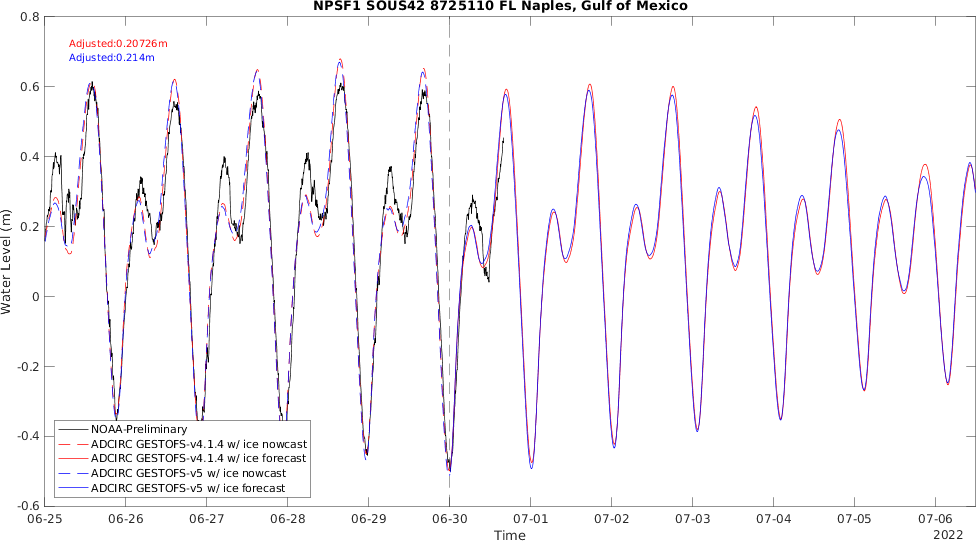 NPSF1 SOUS42 8725110 FL Naples, Gulf of Mexico
0.8
0.6
0.4
0.2
0
-0.2
-0.4
-0.6
Water Level (m)
Adjusted:0.20726m
Adjusted:0.214m
NOAA-Preliminary
ADCIRC GESTOFS-v4.1.4 w/ ice nowcast
ADCIRC GESTOFS-v4.1.4 w/ ice forecast
ADCIRC GESTOFS-v5 w/ ice nowcast
ADCIRC GESTOFS-v5 w/ ice forecast
06-25 06-26 06-27 06-28 06-29 06-30 07-01 07-02 07-03 07-04 07-05 07-06
Time
2022